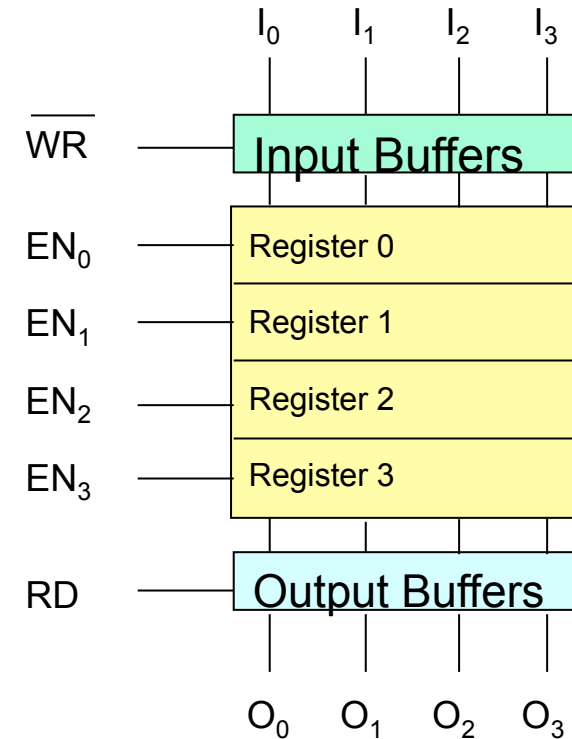 I₀ I₁ I₂ I₃
W̅R̅ Input Buffers
EN₀ Register 0
EN₁ Register 1
EN₂ Register 2
EN₃ Register 3
RD Output Buffers
O₀ O₁ O₂ O₃